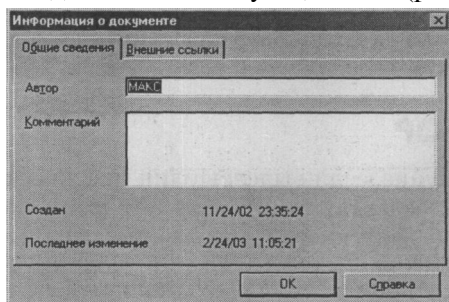 Информация о документе
Общие сведения Внешние ссылки
Автор МАКС
Комментарий
Создан 11/24/02 23:35:24
Последнее изменение 2/24/03 11:05:21
OK Справка